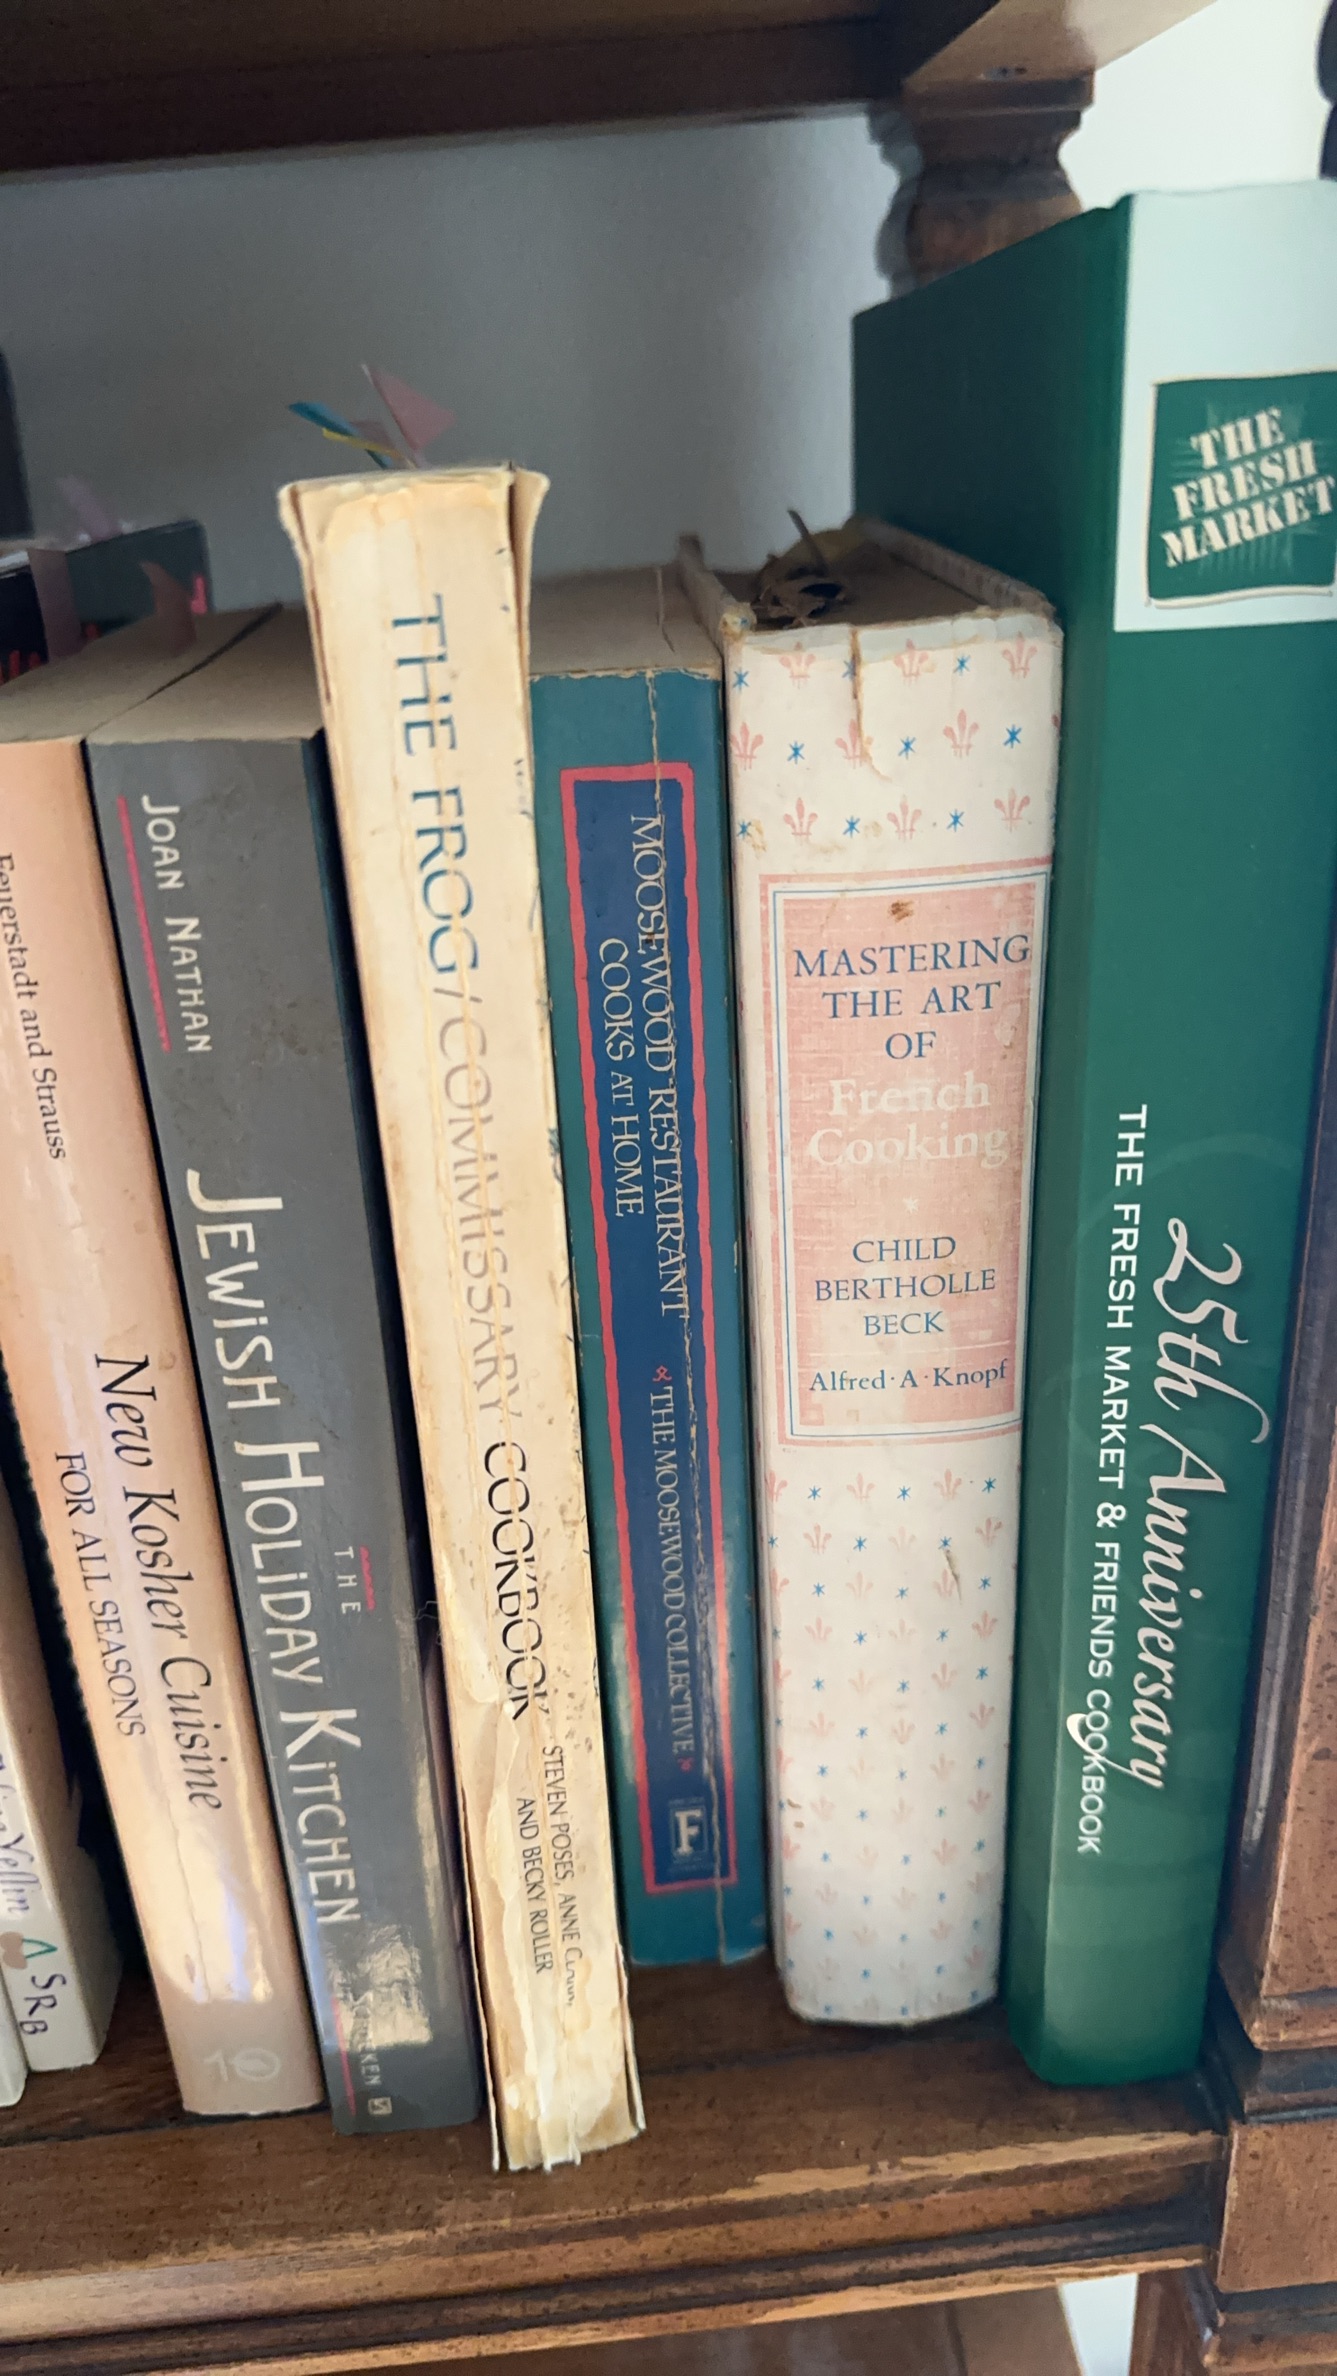 SRB
Feuerstadt and Strauss
New Kosher Cuisine
FOR ALL SEASONS
JOAN NATHAN
THE
JEWISH HOLIDAY KITCHEN
THE FROG/COMMISSARY COOKBOOK
STEVEN POSES, ANNE
AND BECKY ROLLER
MOOSEWOOD RESTAURANT
COOKS AT HOME
THE MOOSEWOOD COLLECTIVE
F
MASTERING
THE ART
OF
French
Cooking
CHILD
BERTHOLLE
BECK
Alfred·A·Knopf
THE
FRESH
MARKET
25th Anniversary
THE FRESH MARKET & FRIENDS COOKBOOK